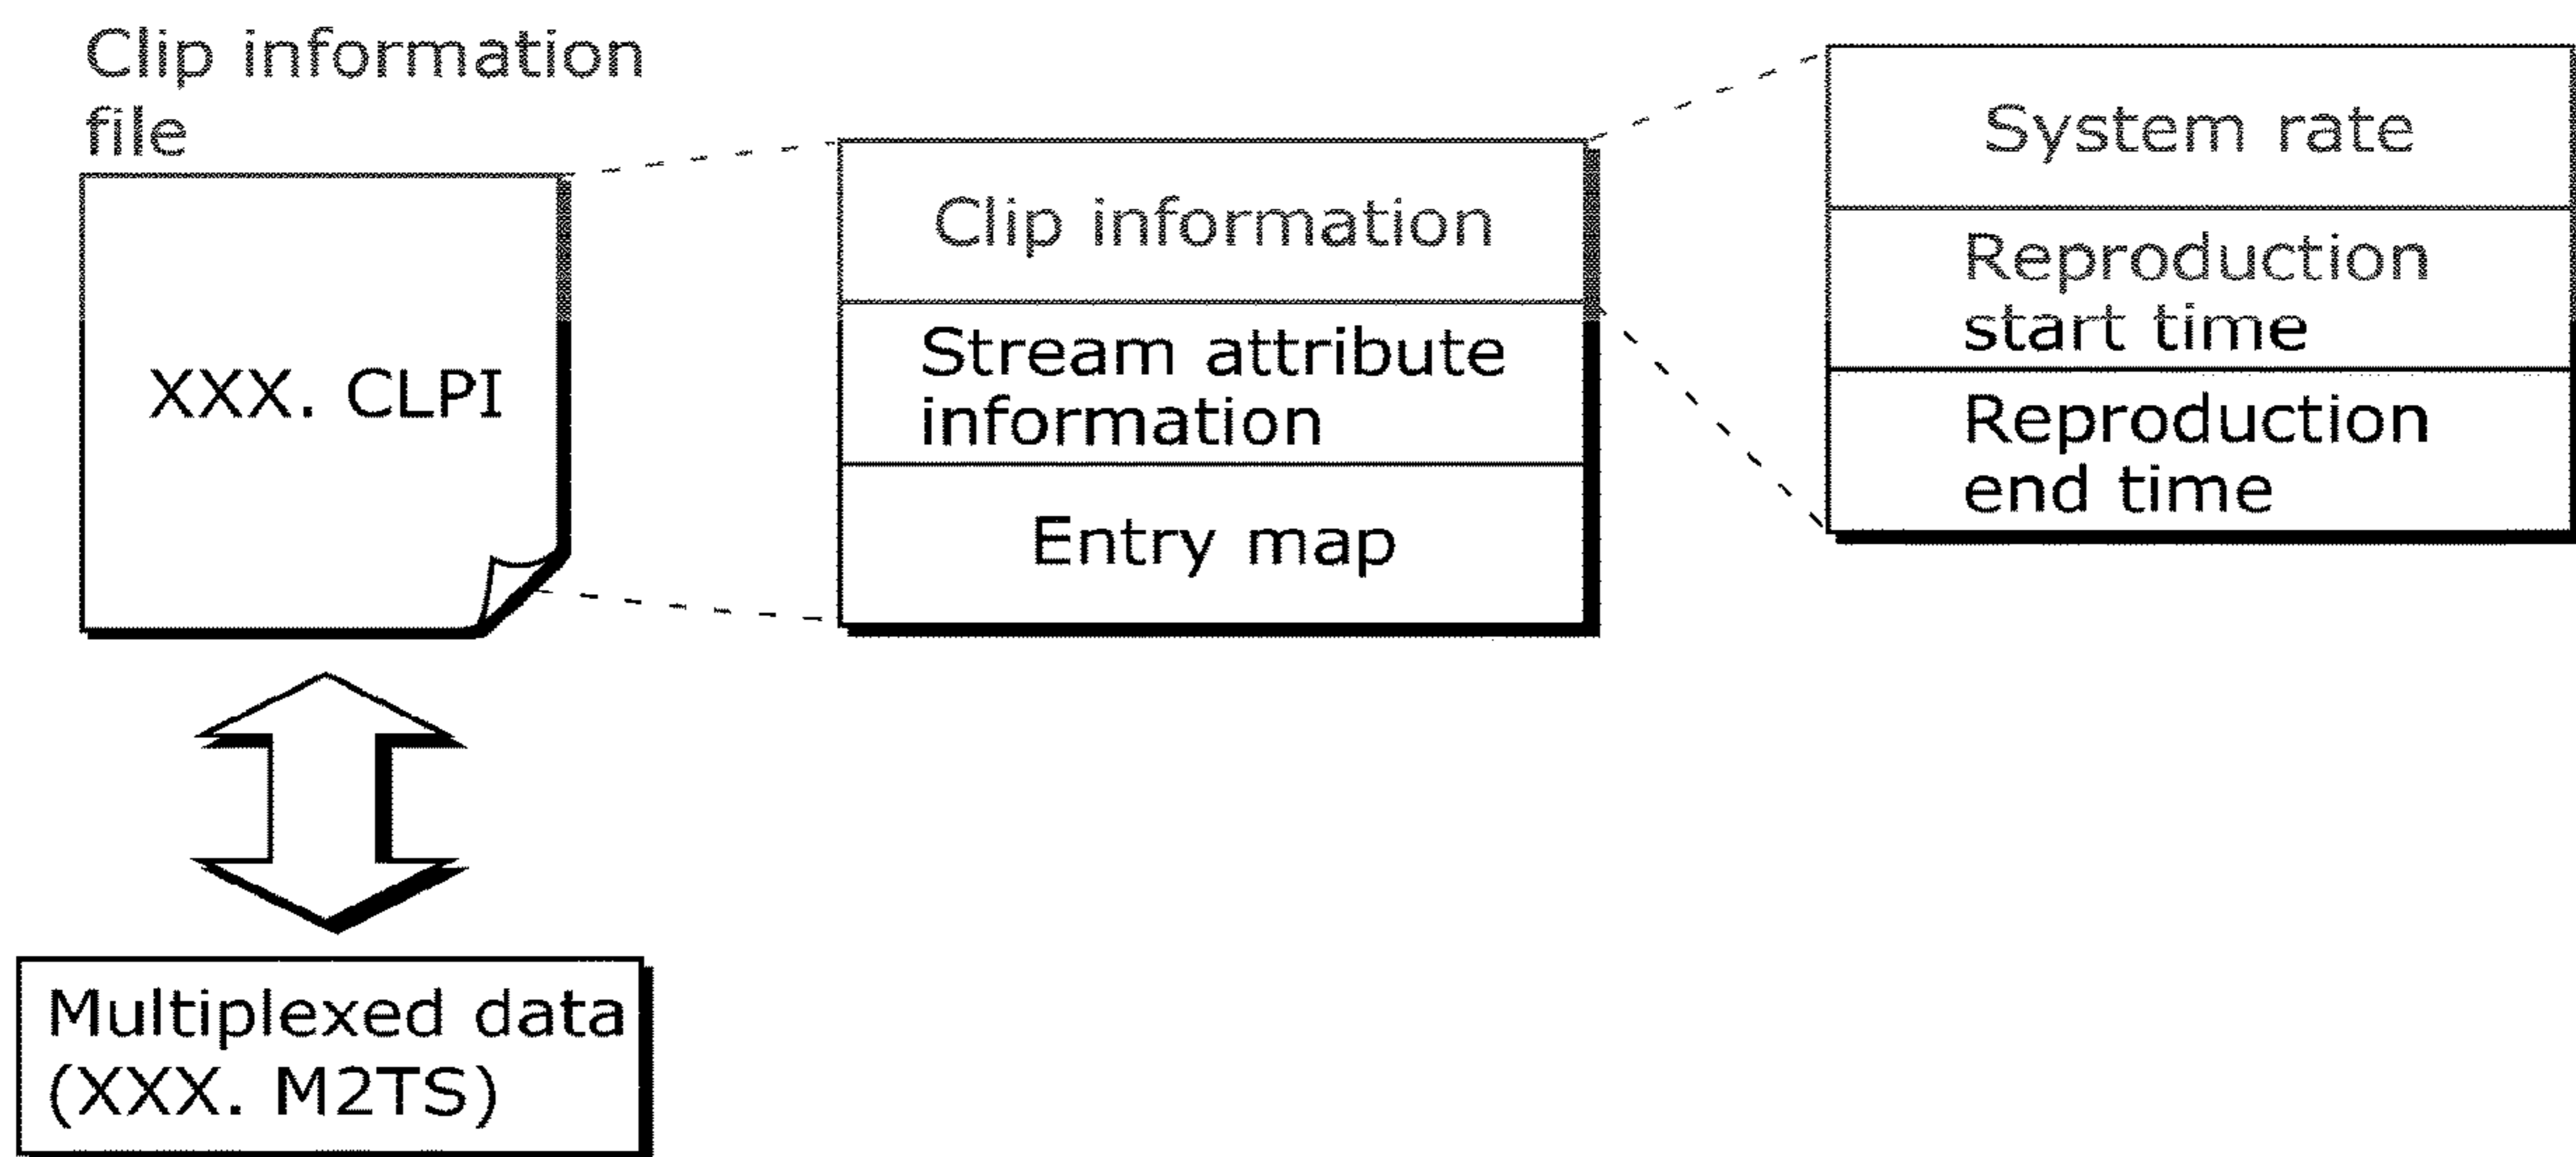 Clip information
file
XXX. CLPI
Clip information
Stream attribute
information
Entry map
System rate
Reproduction
start time
Reproduction
end time
Multiplexed data
(XXX. M2TS)